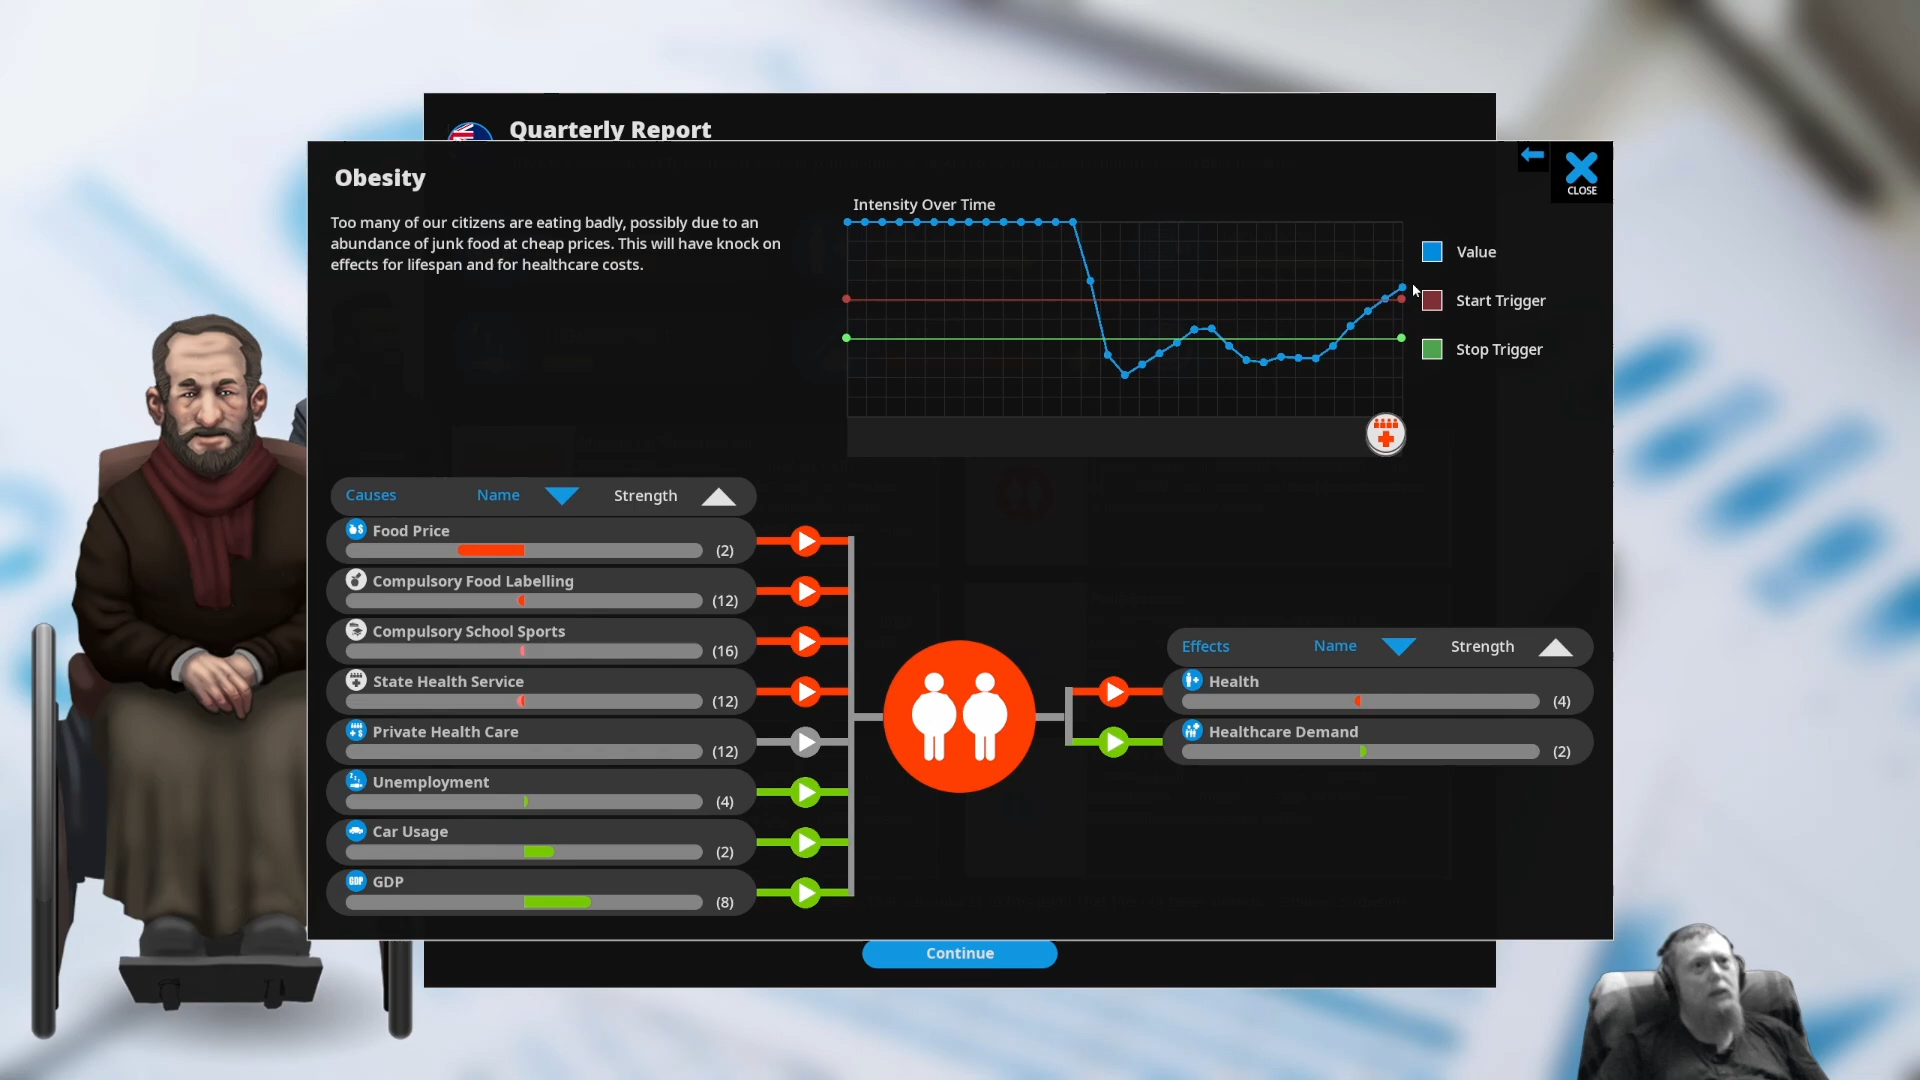 Quarterly Report
Obesity
CLOSE
Too many of our citizens are eating badly, possibly due to an
abundance of junk food at cheap prices. This will have knock on
effects for lifespan and for healthcare costs.
Intensity Over Time
Value
Start Trigger
Stop Trigger
Causes Name Strength
Food Price
(2)
Compulsory Food Labelling
(12)
Compulsory School Sports
(16)
State Health Service
(12)
Private Health Care
(12)
Unemployment
(4)
Car Usage
(2)
GDP GDP
(8)
Effects Name Strength
Health
(4)
Healthcare Demand
(2)
Continue